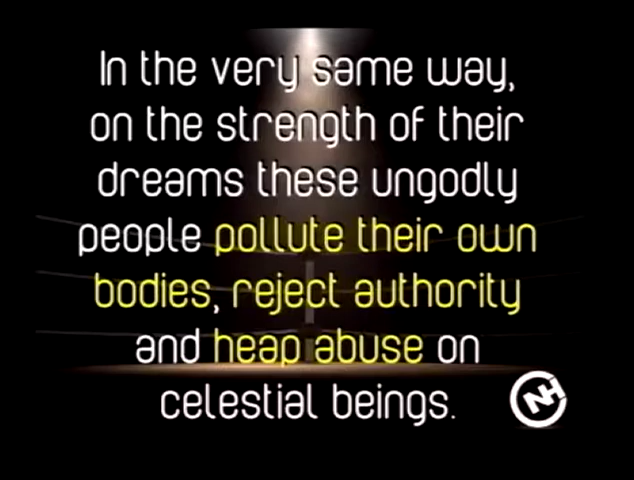 In the very same way,
on the strength of their
dreams these ungodly
people pollute their own
bodies, reject authority
and heap abuse on
celestial beings.
NH